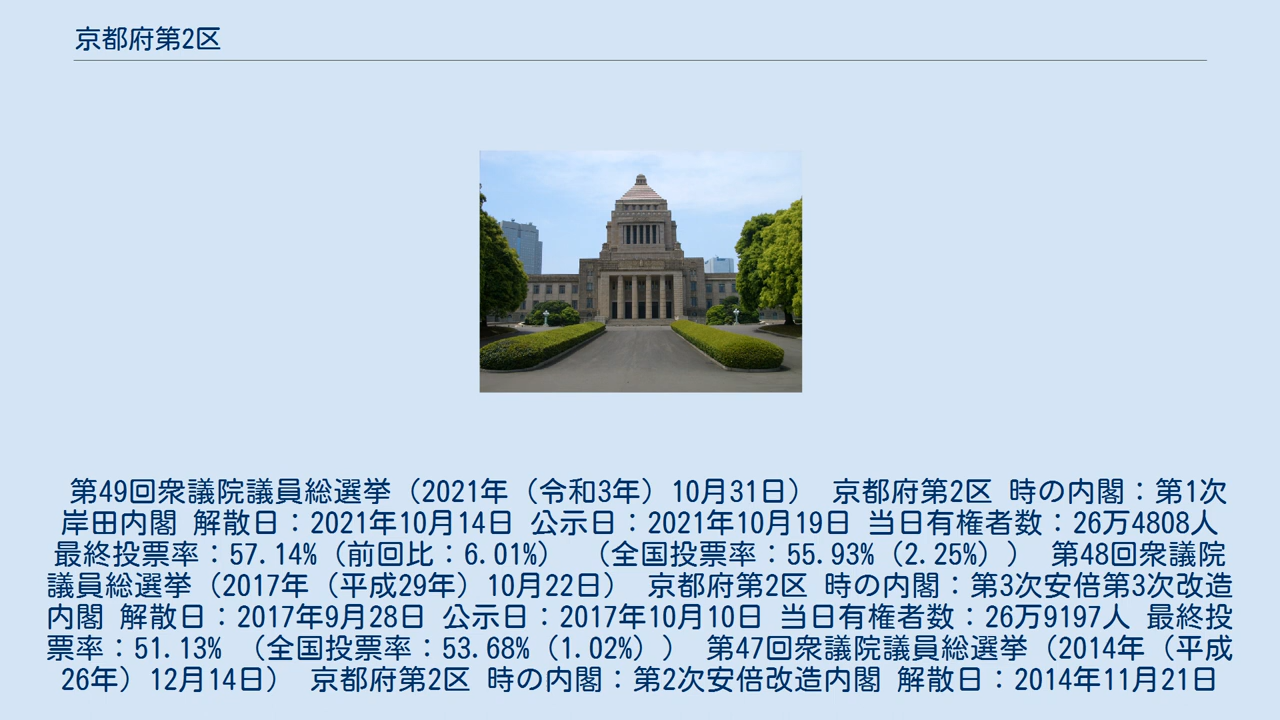 京都府第2区
第49回衆議院議員総選挙（2021年（令和3年）10月31日） 京都府第2区 時の内閣：第1次
岸田内閣 解散日：2021年10月14日 公示日：2021年10月19日 当日有権者数：26万4808人
最終投票率：57.14%（前回比：6.01%） （全国投票率：55.93%（2.25%）） 第48回衆議院
議員総選挙（2017年（平成29年）10月22日） 京都府第2区 時の内閣：第3次安倍第3次改造
内閣 解散日：2017年9月28日 公示日：2017年10月10日 当日有権者数：26万9197人 最終投
票率：51.13% （全国投票率：53.68%（1.02%）） 第47回衆議院議員総選挙（2014年（平成
26年）12月14日） 京都府第2区 時の内閣：第2次安倍改造内閣 解散日：2014年11月21日